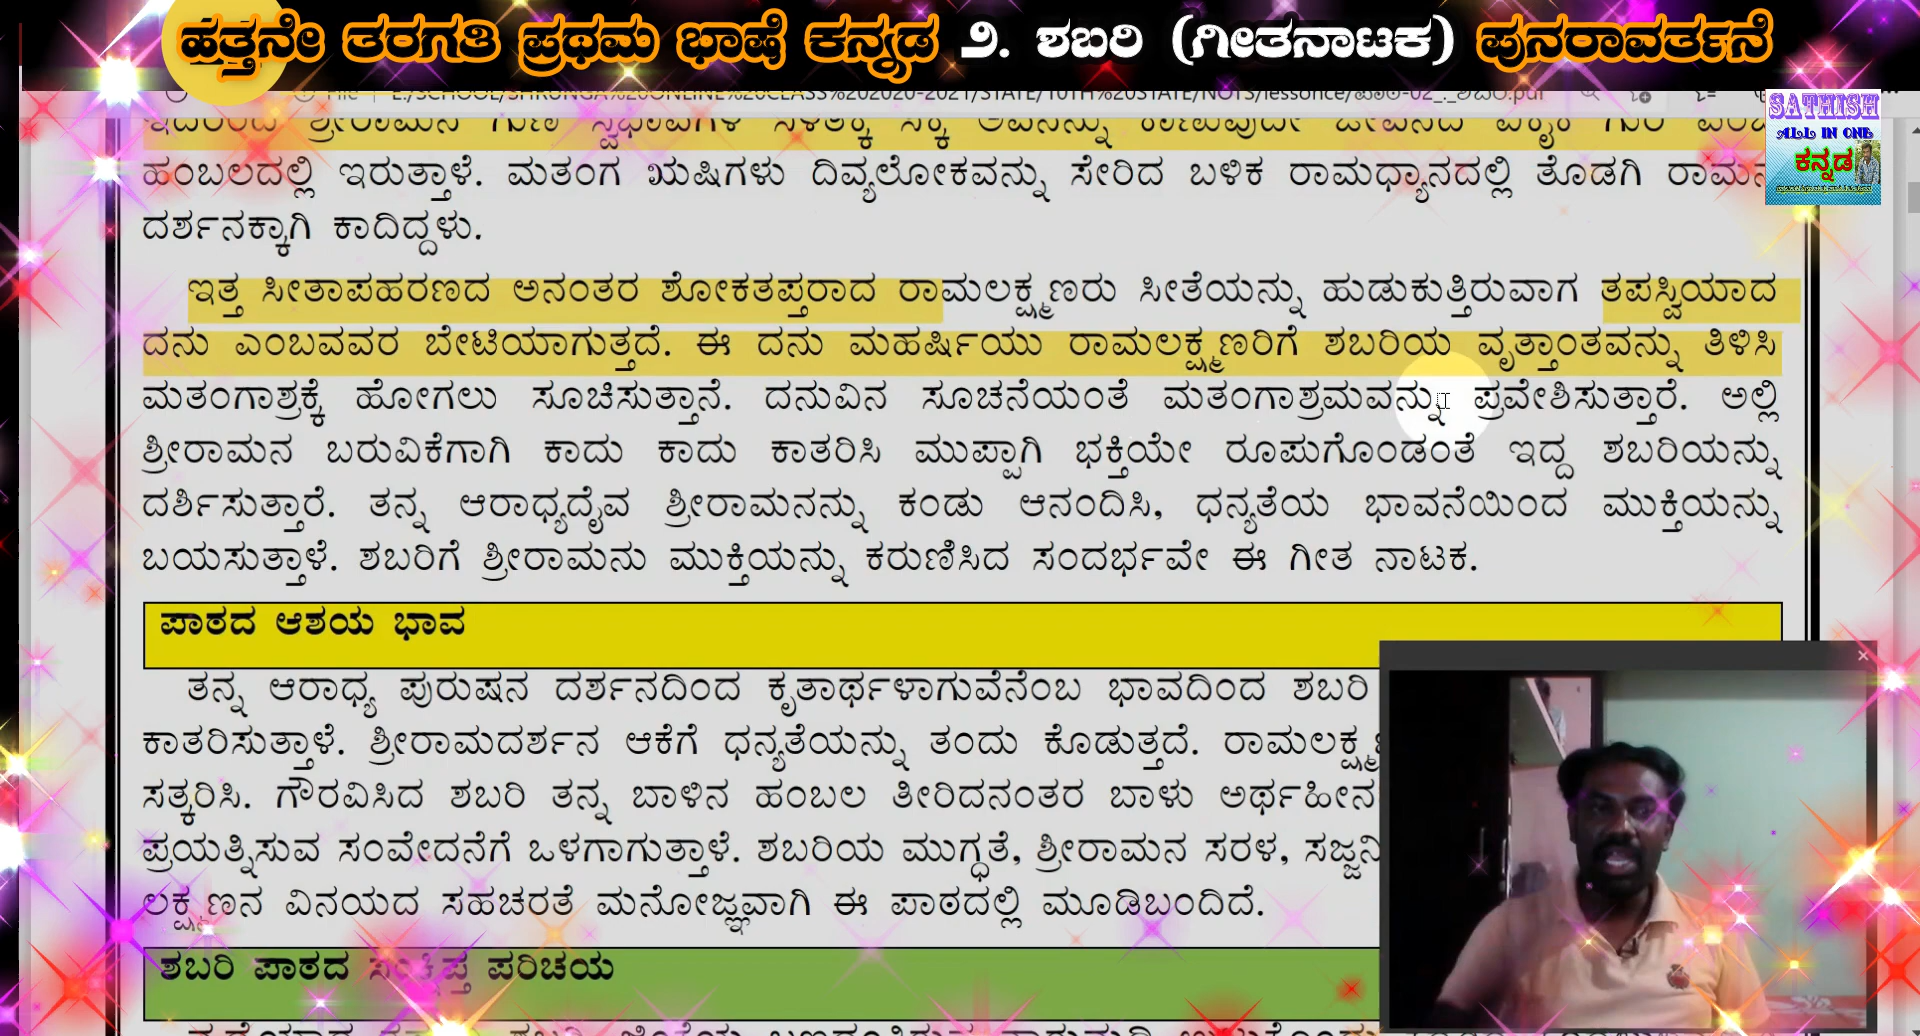 ಹತ್ತನೇ ತರಗತಿ ಪ್ರಥಮ ಭಾಷೆ ಕನ್ನಡ ೨. ಶಬರಿ (ಗೀತನಾಟಕ) ಪುನರಾವರ್ತನೆ
SATHISH
ALL IN ONE
ಕನ್ನಡ
ಹಂಬಲದಲ್ಲಿ ಇರುತ್ತಾಳೆ. ಮತಂಗ ಋಷಿಗಳು ದಿವ್ಯಲೋಕವನ್ನು ಸೇರಿದ ಬಳಿಕ ರಾಮಧ್ಯಾನದಲ್ಲಿ ತೊಡಗಿ ರಾಮನ
ದರ್ಶನಕ್ಕಾಗಿ ಕಾದಿದ್ದಳು.
ಇತ್ತ ಸೀತಾಪಹರಣದ ಅನಂತರ ಶೋಕತಪ್ತರಾದ ರಾಮಲಕ್ಷ್ಮಣರು ಸೀತೆಯನ್ನು ಹುಡುಕುತ್ತಿರುವಾಗ ತಪಸ್ವಿಯಾದ
ದನು ಎಂಬವವರ ಬೇಟಿಯಾಗುತ್ತದೆ. ಈ ದನು ಮಹರ್ಷಿಯು ರಾಮಲಕ್ಷ್ಮಣರಿಗೆ ಶಬರಿಯ ವೃತ್ತಾಂತವನ್ನು ತಿಳಿಸಿ
ಮತಂಗಾಶ್ರಕ್ಕೆ ಹೋಗಲು ಸೂಚಿಸುತ್ತಾನೆ. ದನುವಿನ ಸೂಚನೆಯಂತೆ ಮತಂಗಾಶ್ರಮವನ್ನು ಪ್ರವೇಶಿಸುತ್ತಾರೆ. ಅಲ್ಲಿ
ಶ್ರೀರಾಮನ ಬರುವಿಕೆಗಾಗಿ ಕಾದು ಕಾದು ಕಾತರಿಸಿ ಮುಪ್ಪಾಗಿ ಭಕ್ತಿಯೇ ರೂಪುಗೊಂಡಂತೆ ಇದ್ದ ಶಬರಿಯನ್ನು
ದರ್ಶಿಸುತ್ತಾರೆ. ತನ್ನ ಆರಾಧ್ಯದೈವ ಶ್ರೀರಾಮನನ್ನು ಕಂಡು ಆನಂದಿಸಿ, ಧನ್ಯತೆಯ ಭಾವನೆಯಿಂದ ಮುಕ್ತಿಯನ್ನು
ಬಯಸುತ್ತಾಳೆ. ಶಬರಿಗೆ ಶ್ರೀರಾಮನು ಮುಕ್ತಿಯನ್ನು ಕರುಣಿಸಿದ ಸಂದರ್ಭವೇ ಈ ಗೀತ ನಾಟಕ.
ಪಾಠದ ಆಶಯ ಭಾವ
ತನ್ನ ಆರಾಧ್ಯ ಪುರುಷನ ದರ್ಶನದಿಂದ ಕೃತಾರ್ಥಳಾಗುವೆನೆಂಬ ಭಾವದಿಂದ ಶಬರಿ
ಕಾತರಿಸುತ್ತಾಳೆ. ಶ್ರೀರಾಮದರ್ಶನ ಆಕೆಗೆ ಧನ್ಯತೆಯನ್ನು ತಂದು ಕೊಡುತ್ತದೆ. ರಾಮಲಕ್ಷ್ಮಣ
ಸತ್ಕರಿಸಿ. ಗೌರವಿಸಿದ ಶಬರಿ ತನ್ನ ಬಾಳಿನ ಹಂಬಲ ತೀರಿದನಂತರ ಬಾಳು ಅರ್ಥಹೀನ
ಪ್ರಯತ್ನಿಸುವ ಸಂವೇದನೆಗೆ ಒಳಗಾಗುತ್ತಾಳೆ. ಶಬರಿಯ ಮುಗ್ಧತೆ, ಶ್ರೀರಾಮನ ಸರಳ, ಸಜ್ಜನಿ
ಲಕ್ಷ್ಮಣನ ವಿನಯದ ಸಹಚರತೆ ಮನೋಜ್ಞವಾಗಿ ಈ ಪಾಠದಲ್ಲಿ ಮೂಡಿಬಂದಿದೆ.
ಶಬರಿ ಪಾಠದ ಸಂಕ್ಷಿಪ್ತ ಪರಿಚಯ